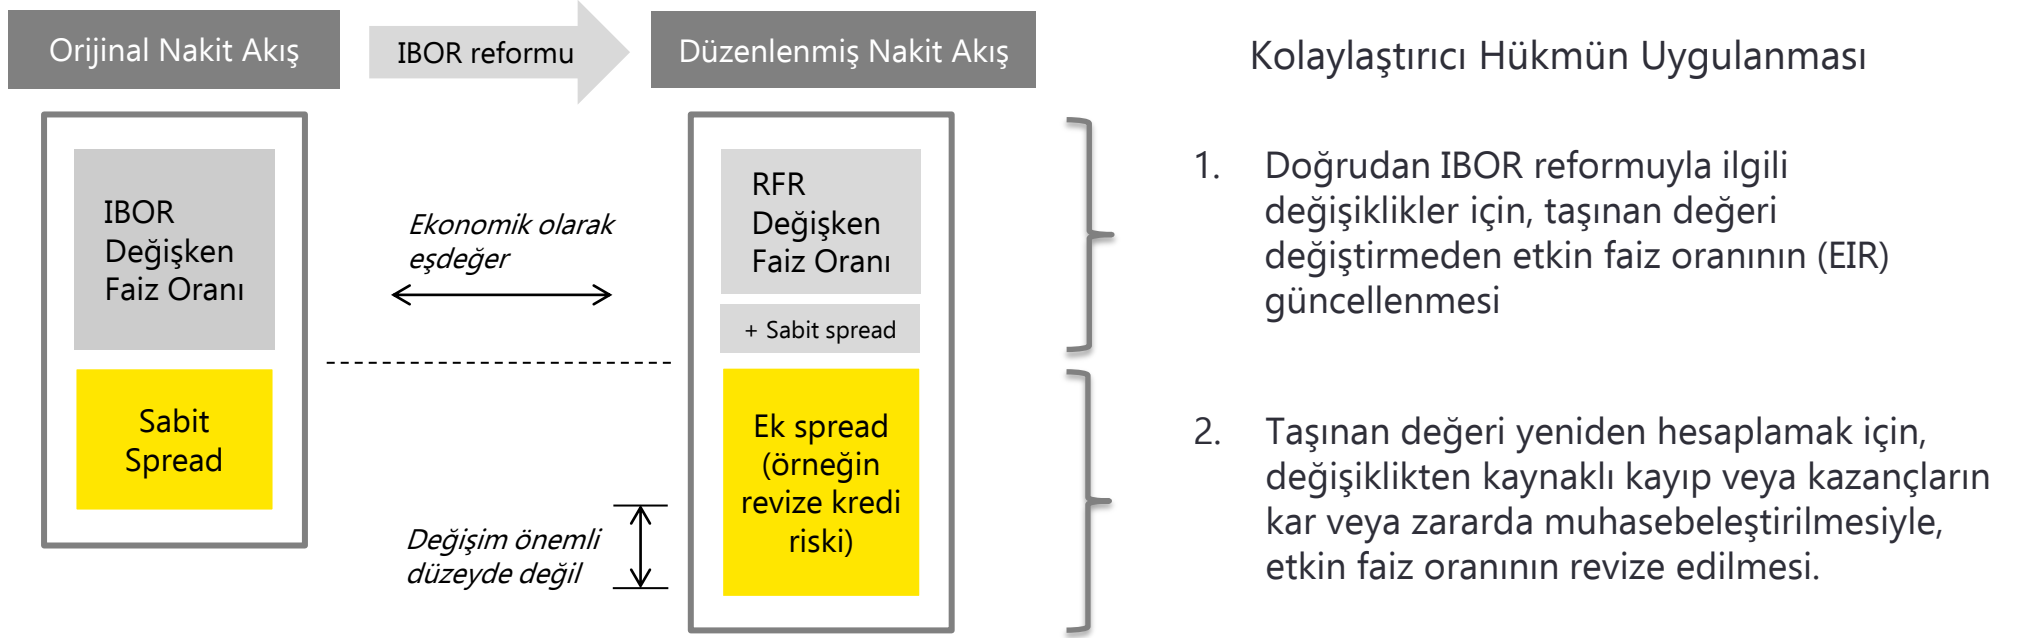 Orijinal Nakit Akış
IBOR reformu
Düzenlenmiş Nakit Akış
Kolaylaştırıcı Hükmün Uygulanması
IBOR
Değişken
Faiz Oranı
Sabit
Spread
Ekonomik olarak
eşdeğer
Değişim önemli
düzeyde değil
RFR
Değişken
Faiz Oranı
+ Sabit spread
Ek spread
(örneğin
revize kredi
riski)
1. Doğrudan IBOR reformuyla ilgili
değişiklikler için, taşınan değeri
değiştirmeden etkin faiz oranının (EIR)
güncellenmesi
2. Taşınan değeri yeniden hesaplamak için,
değişiklikten kaynaklı kayıp veya kazançların
kar veya zararda muhasebeleştirilmesiyle,
etkin faiz oranının revize edilmesi.